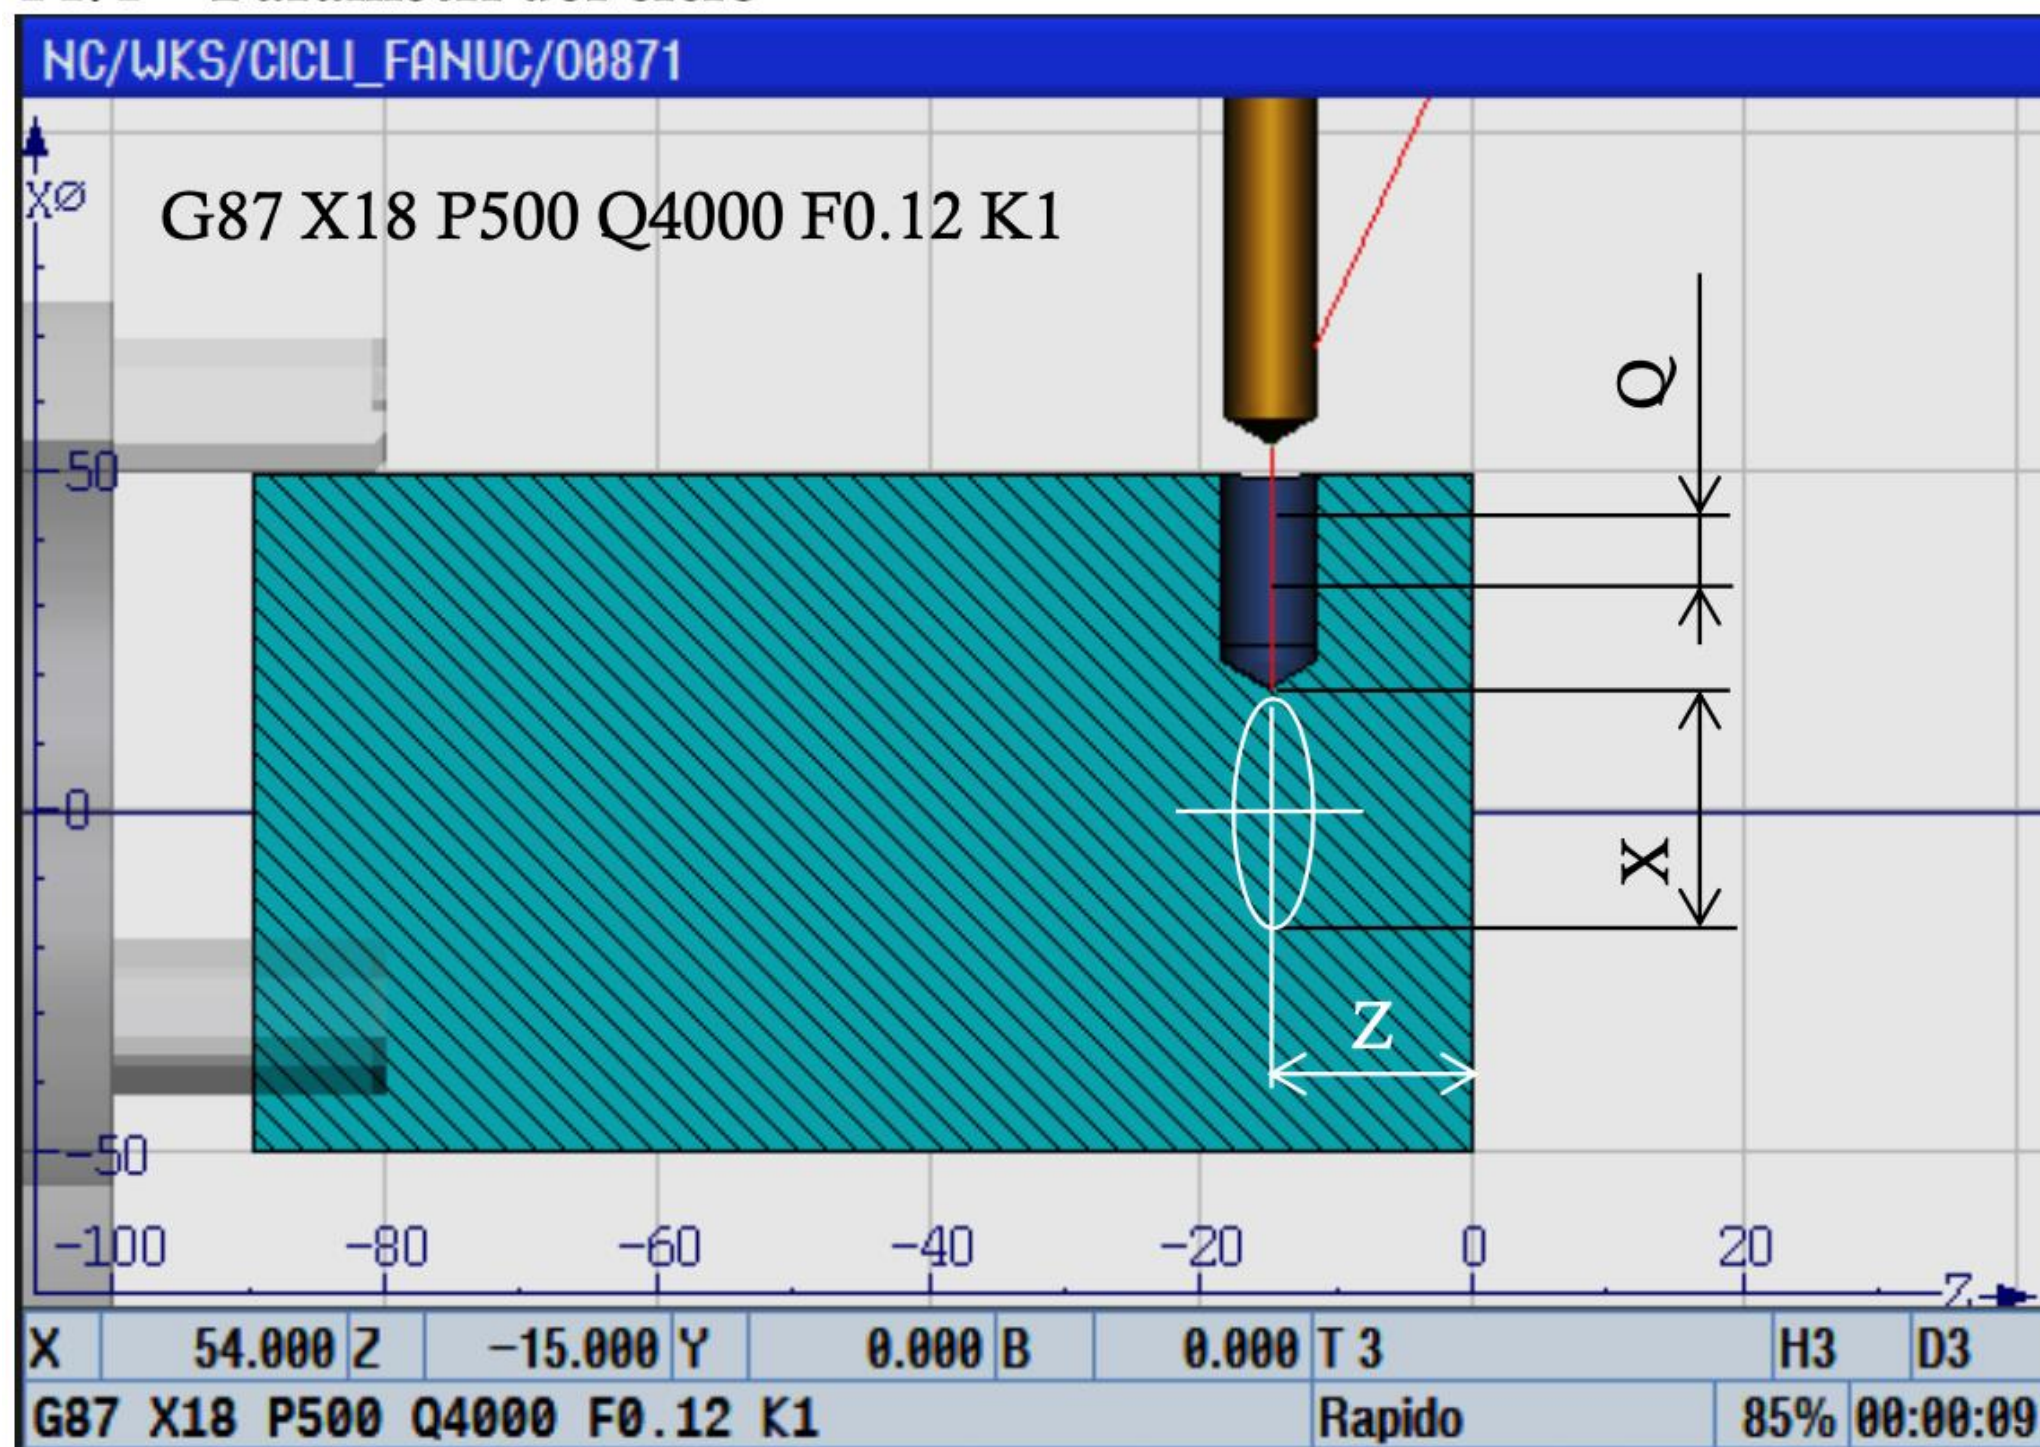 NC/WKS/CICLI_FANUC/O0871
XØ
G87 X18 P500 Q4000 F0.12 K1
Q
50
0
X
Z
-50
-100 -80 -60 -40 -20 0 20
Z
X 54.000 Z -15.000 Y 0.000 B 0.000 T 3 H3 D3
G87 X18 P500 Q4000 F0.12 K1 Rapido 85% 00:00:09